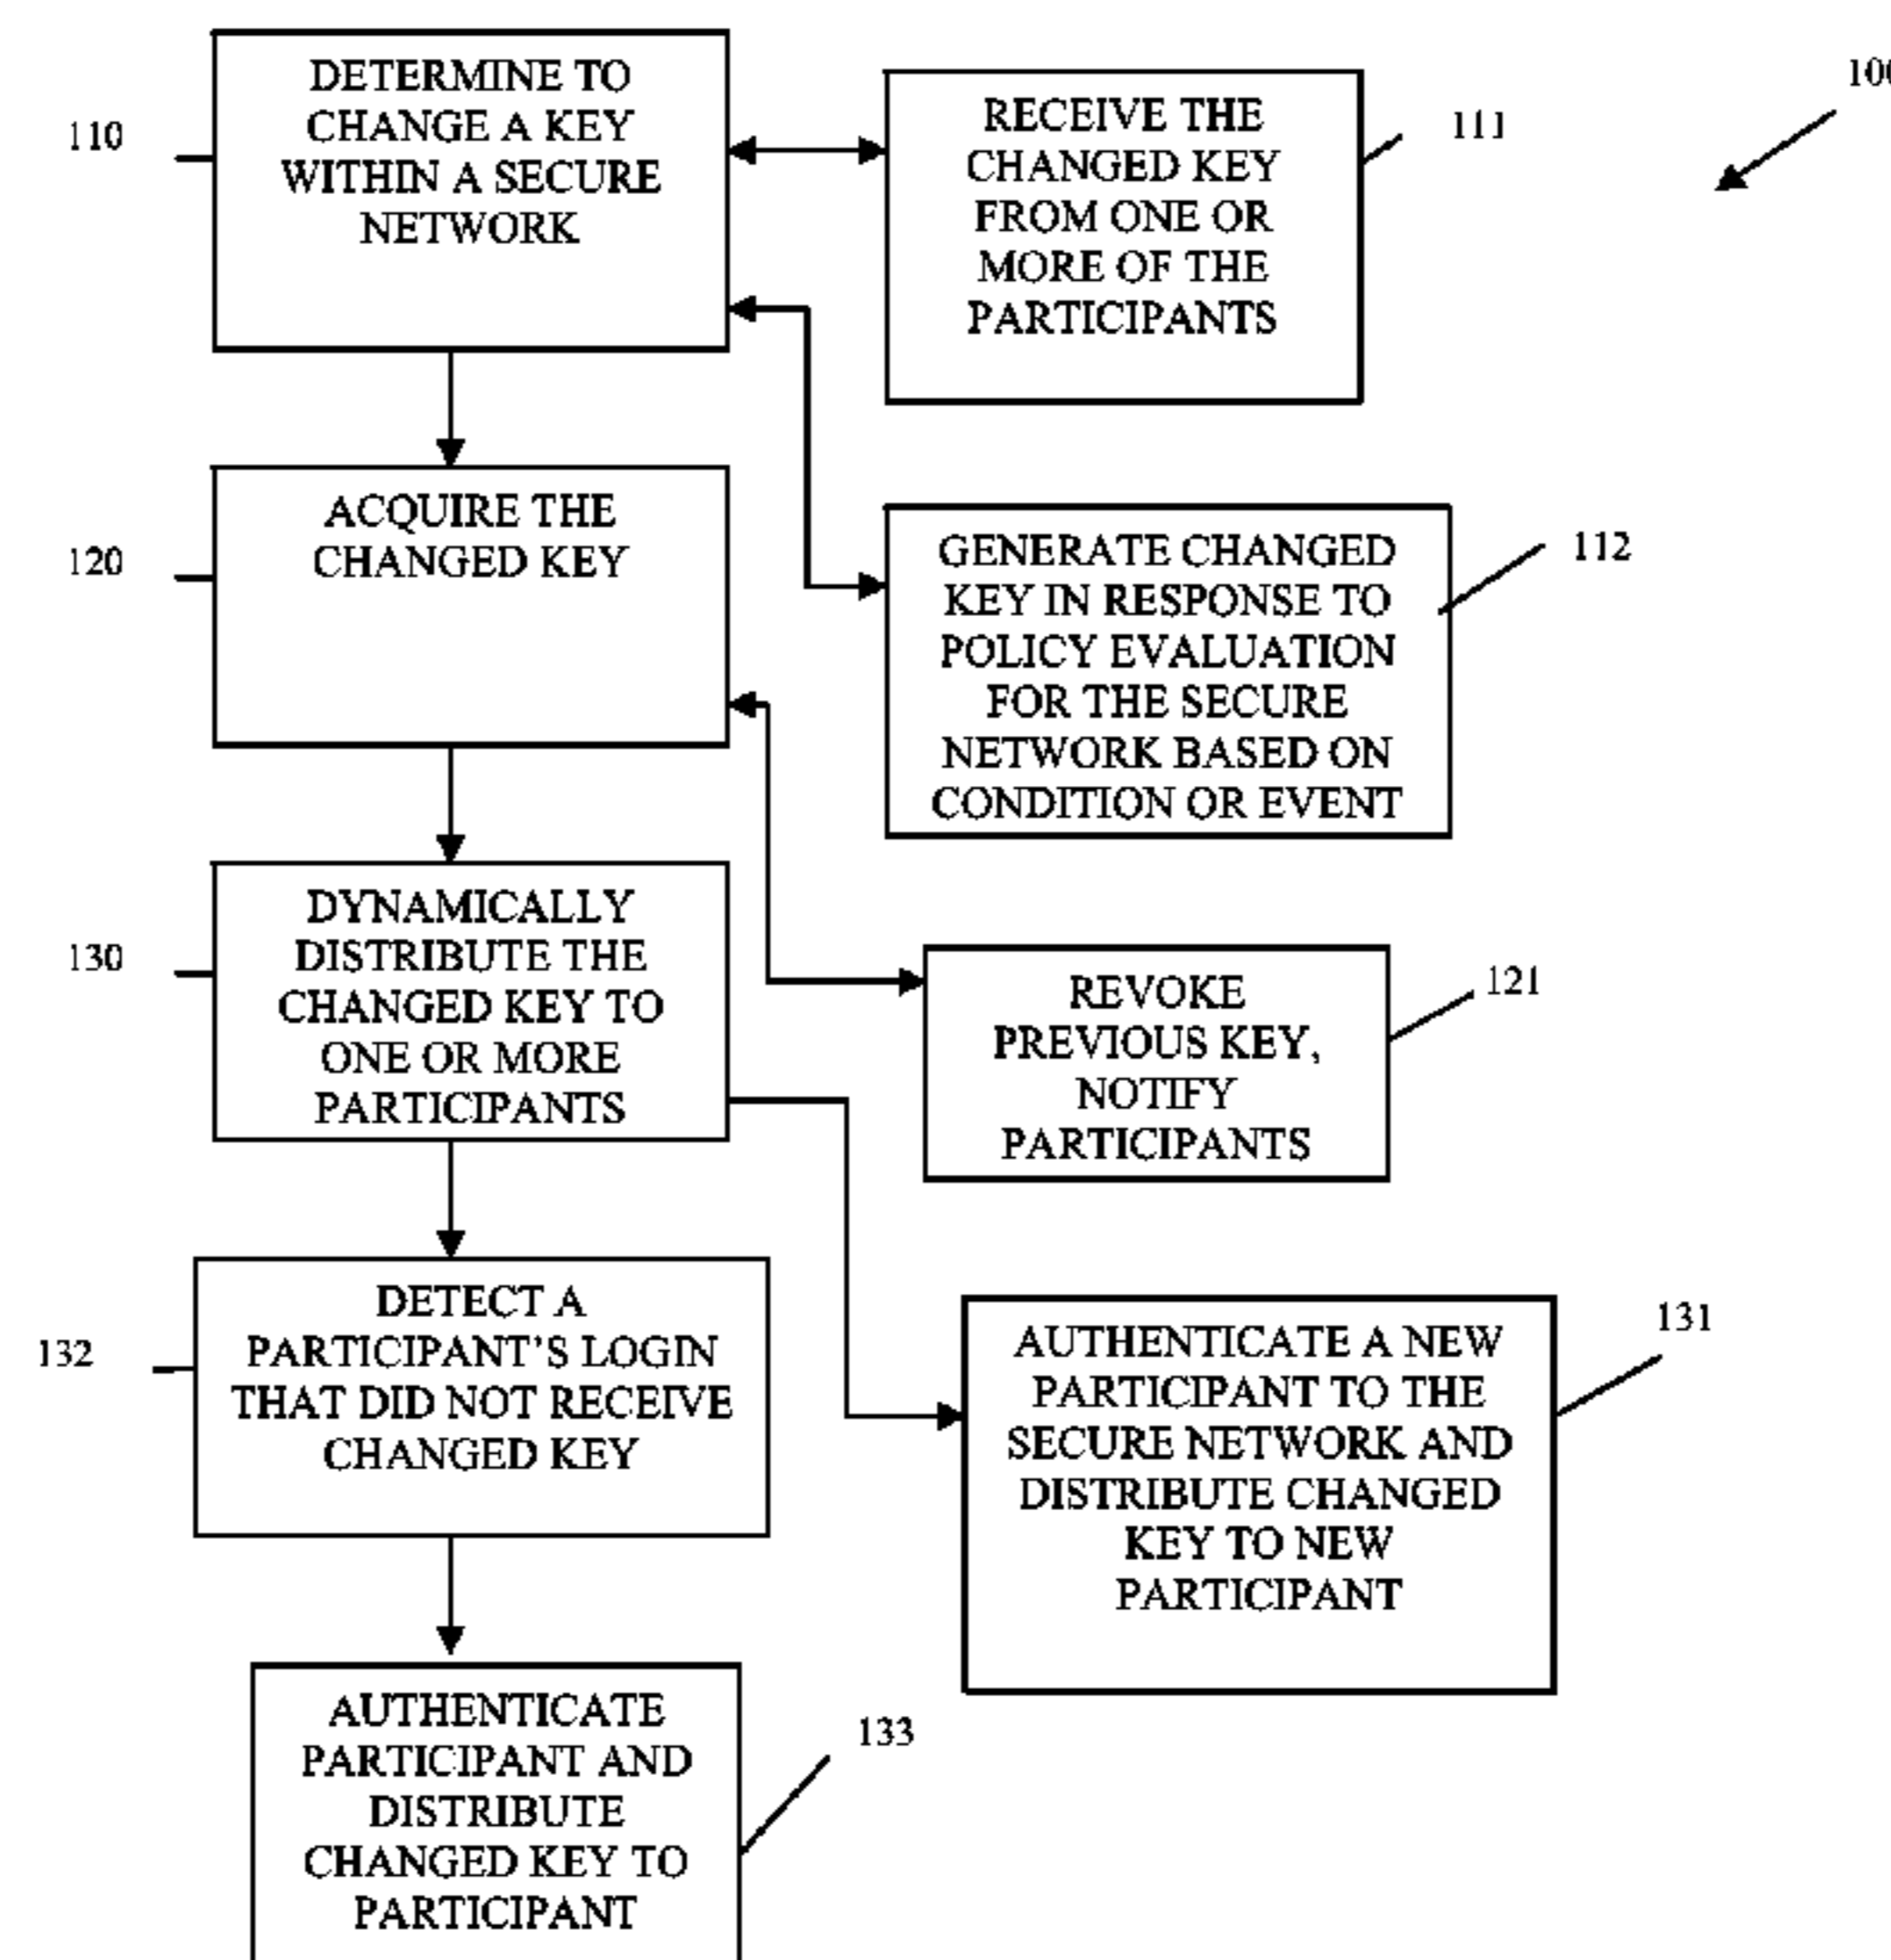 110
DETERMINE TO
CHANGE A KEY
WITHIN A SECURE
NETWORK
RECEIVE THE
CHANGED KEY
FROM ONE OR
MORE OF THE
PARTICIPANTS
111
100
120
ACQUIRE THE
CHANGED KEY
GENERATE CHANGED
KEY IN RESPONSE TO
POLICY EVALUATION
FOR THE SECURE
NETWORK BASED ON
CONDITION OR EVENT
112
130
DYNAMICALLY
DISTRIBUTE THE
CHANGED KEY TO
ONE OR MORE
PARTICIPANTS
REVOKE
PREVIOUS KEY,
NOTIFY
PARTICIPANTS
121
132
DETECT A
PARTICIPANT'S LOGIN
THAT DID NOT RECEIVE
CHANGED KEY
AUTHENTICATE A NEW
PARTICIPANT TO THE
SECURE NETWORK AND
DISTRIBUTE CHANGED
KEY TO NEW
PARTICIPANT
131
AUTHENTICATE
PARTICIPANT AND
DISTRIBUTE
CHANGED KEY TO
PARTICIPANT
133